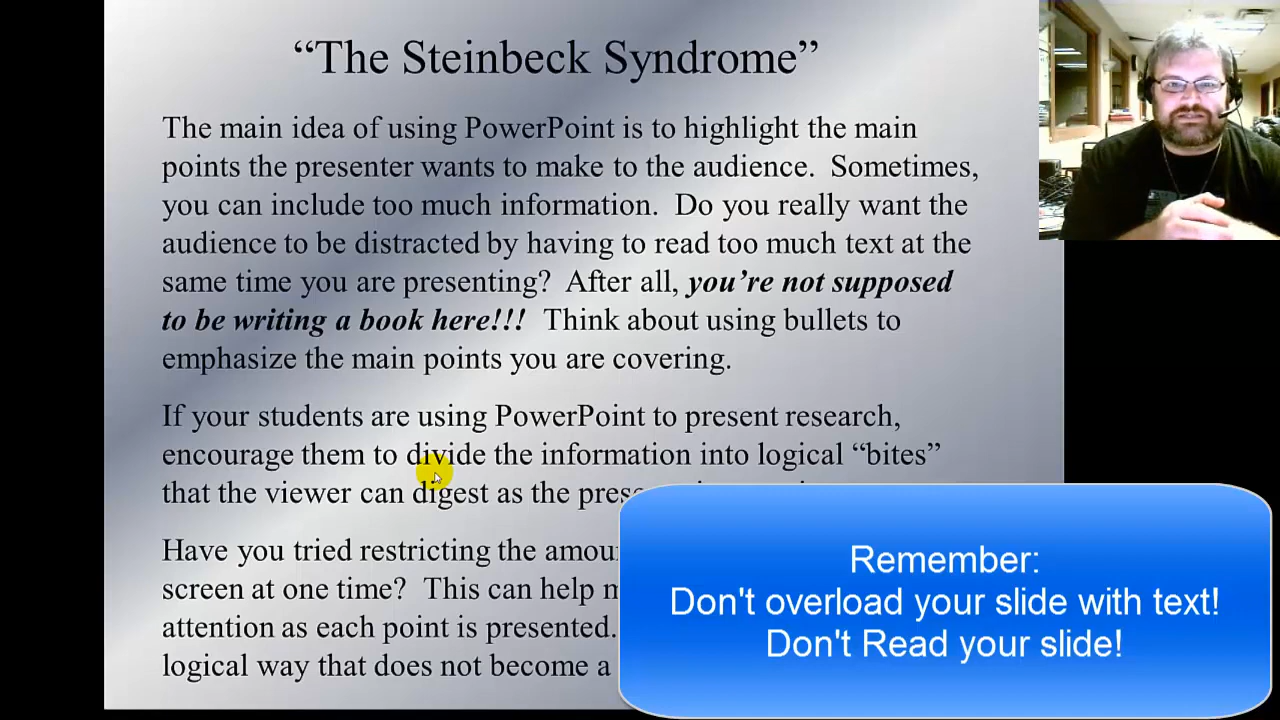 “The Steinbeck Syndrome”
The main idea of using PowerPoint is to highlight the main
points the presenter wants to make to the audience.  Sometimes,
you can include too much information.  Do you really want the
audience to be distracted by having to read too much text at the
same time you are presenting?  After all, you’re not supposed
to be writing a book here!!!  Think about using bullets to
emphasize the main points you are covering.
If your students are using PowerPoint to present research,
encourage them to divide the information into logical “bites”
that the viewer can digest as the
Have you tried restricting the
screen at one time?  This can help
attention as each point is presented.
logical way that does not become a
Remember:
Don't overload your slide with text!
Don't Read your slide!